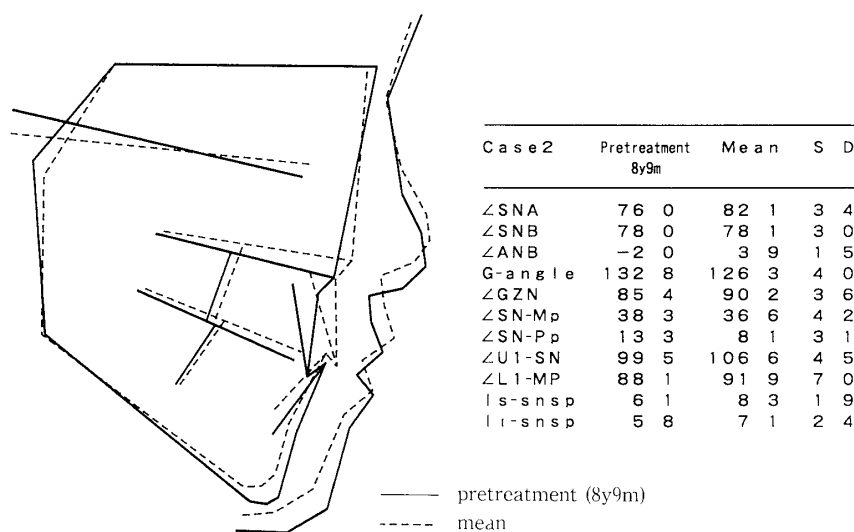 Case2 Pretreatment Mean S D
8y9m
∠SNA 76 0 82 1 3 4
∠SNB 78 0 78 1 3 0
∠ANB −2 0 3 9 1 5
G-angle 132 8 126 3 4 0
∠GZN 85 4 90 2 3 6
∠SN-Mp 38 3 36 6 4 2
∠SN-Pp 13 3 8 1 3 1
∠U1-SN 99 5 106 6 4 5
∠L1-MP 88 1 91 9 7 0
Is-snsp 6 1 8 3 1 9
Ii-snsp 5 8 7 1 2 4
pretreatment (8y9m)
mean